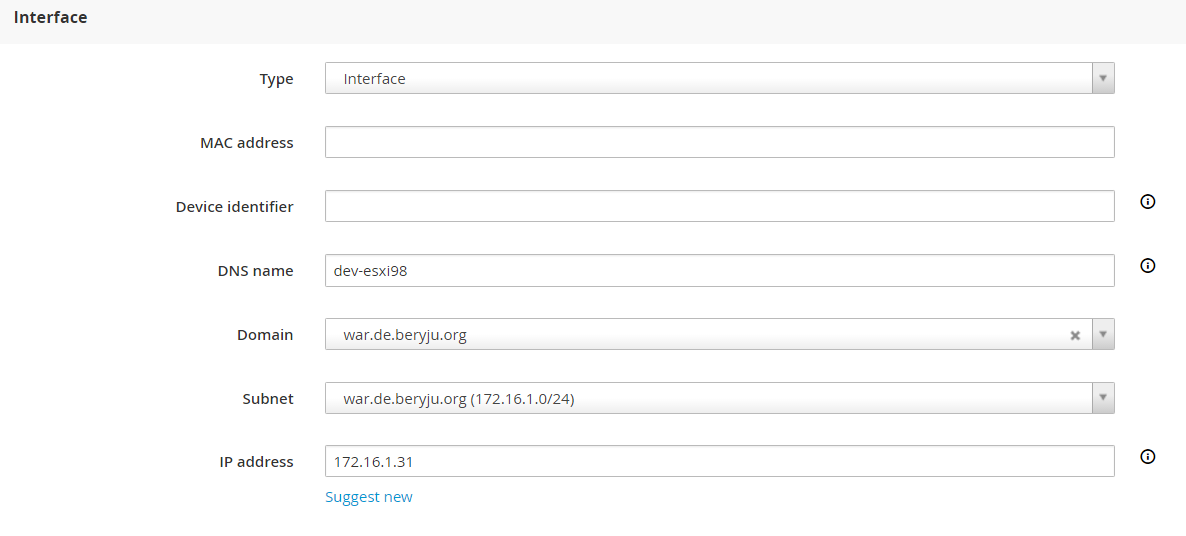 Interface
Type Interface
MAC address
Device identifier
DNS name dev-esxi98
Domain war.de.beryju.org
Subnet war.de.beryju.org (172.16.1.0/24)
IP address 172.16.1.31
Suggest new